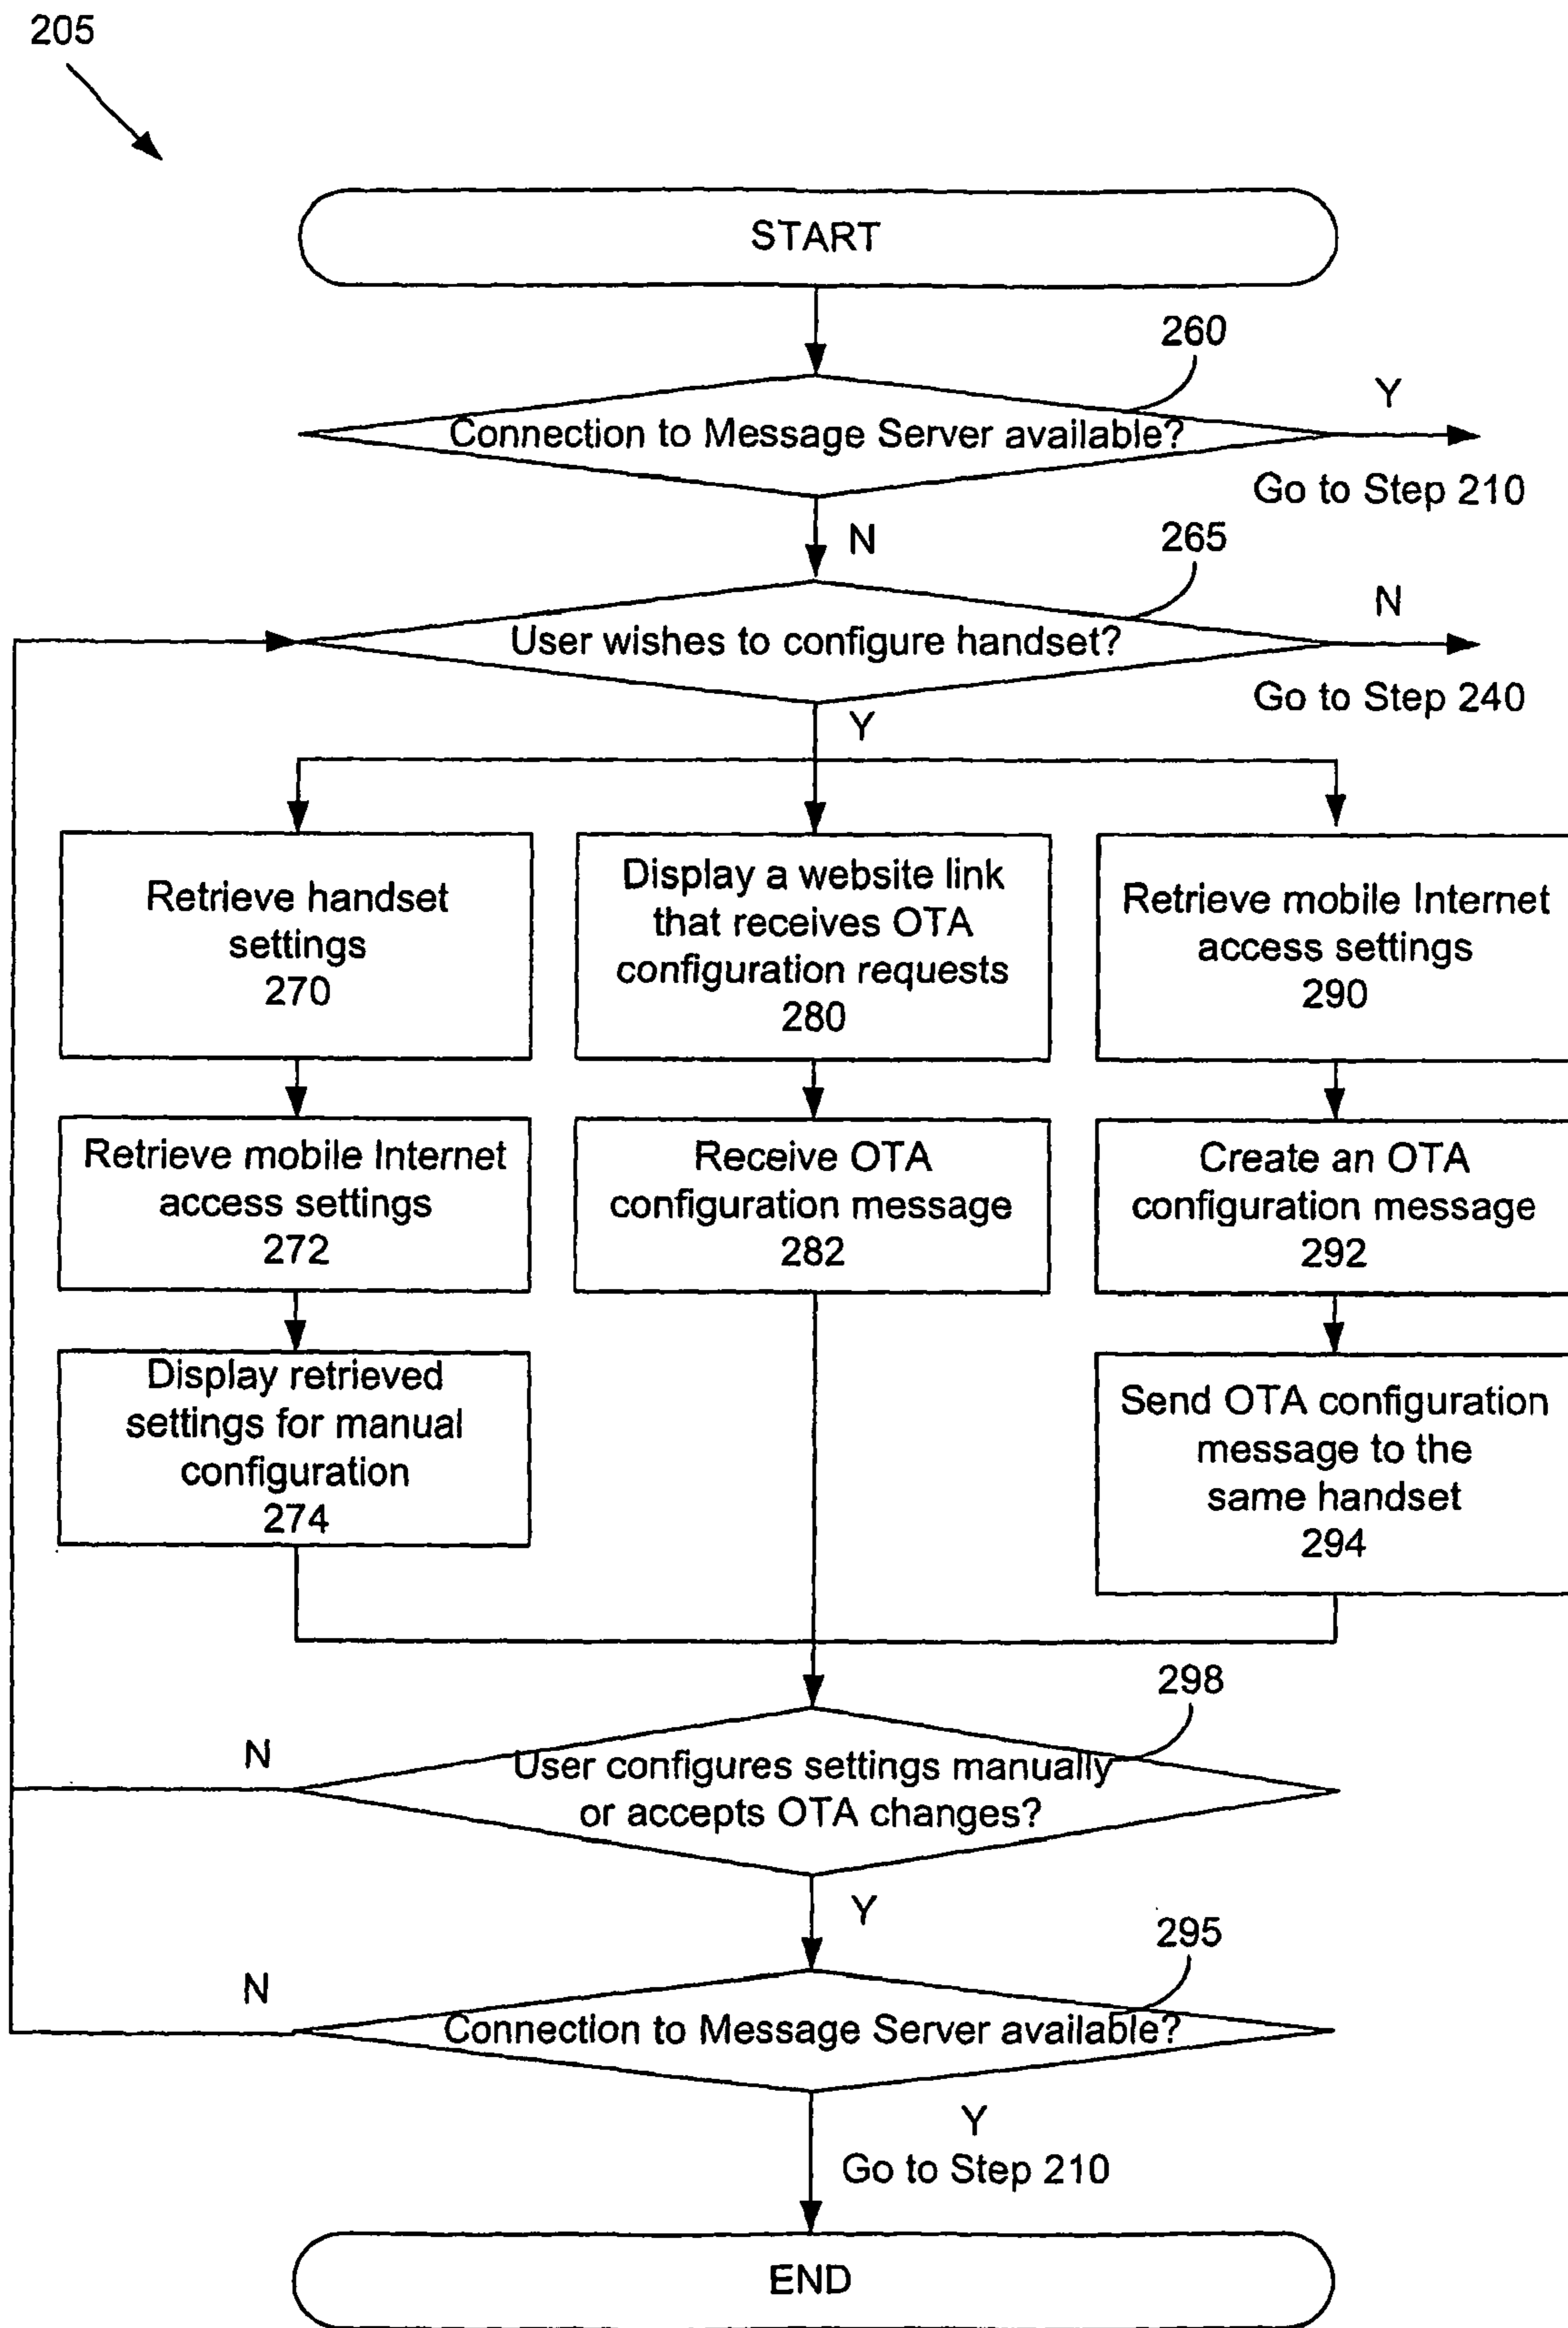 205
START
260
Y
Connection to Message Server available?
Go to Step 210
N
265
N
User wishes to configure handset?
Go to Step 240
Y
Retrieve handset
settings
270
Display a website link
that receives OTA
configuration requests
280
Retrieve mobile Internet
access settings
290
Retrieve mobile Internet
access settings
272
Receive OTA
configuration message
282
Create an OTA
configuration message
292
Display retrieved
settings for manual
configuration
274
Send OTA configuration
message to the
same handset
294
298
N
User configures settings manually
or accepts OTA changes?
Y
295
N
Connection to Message Server available?
Y
Go to Step 210
END